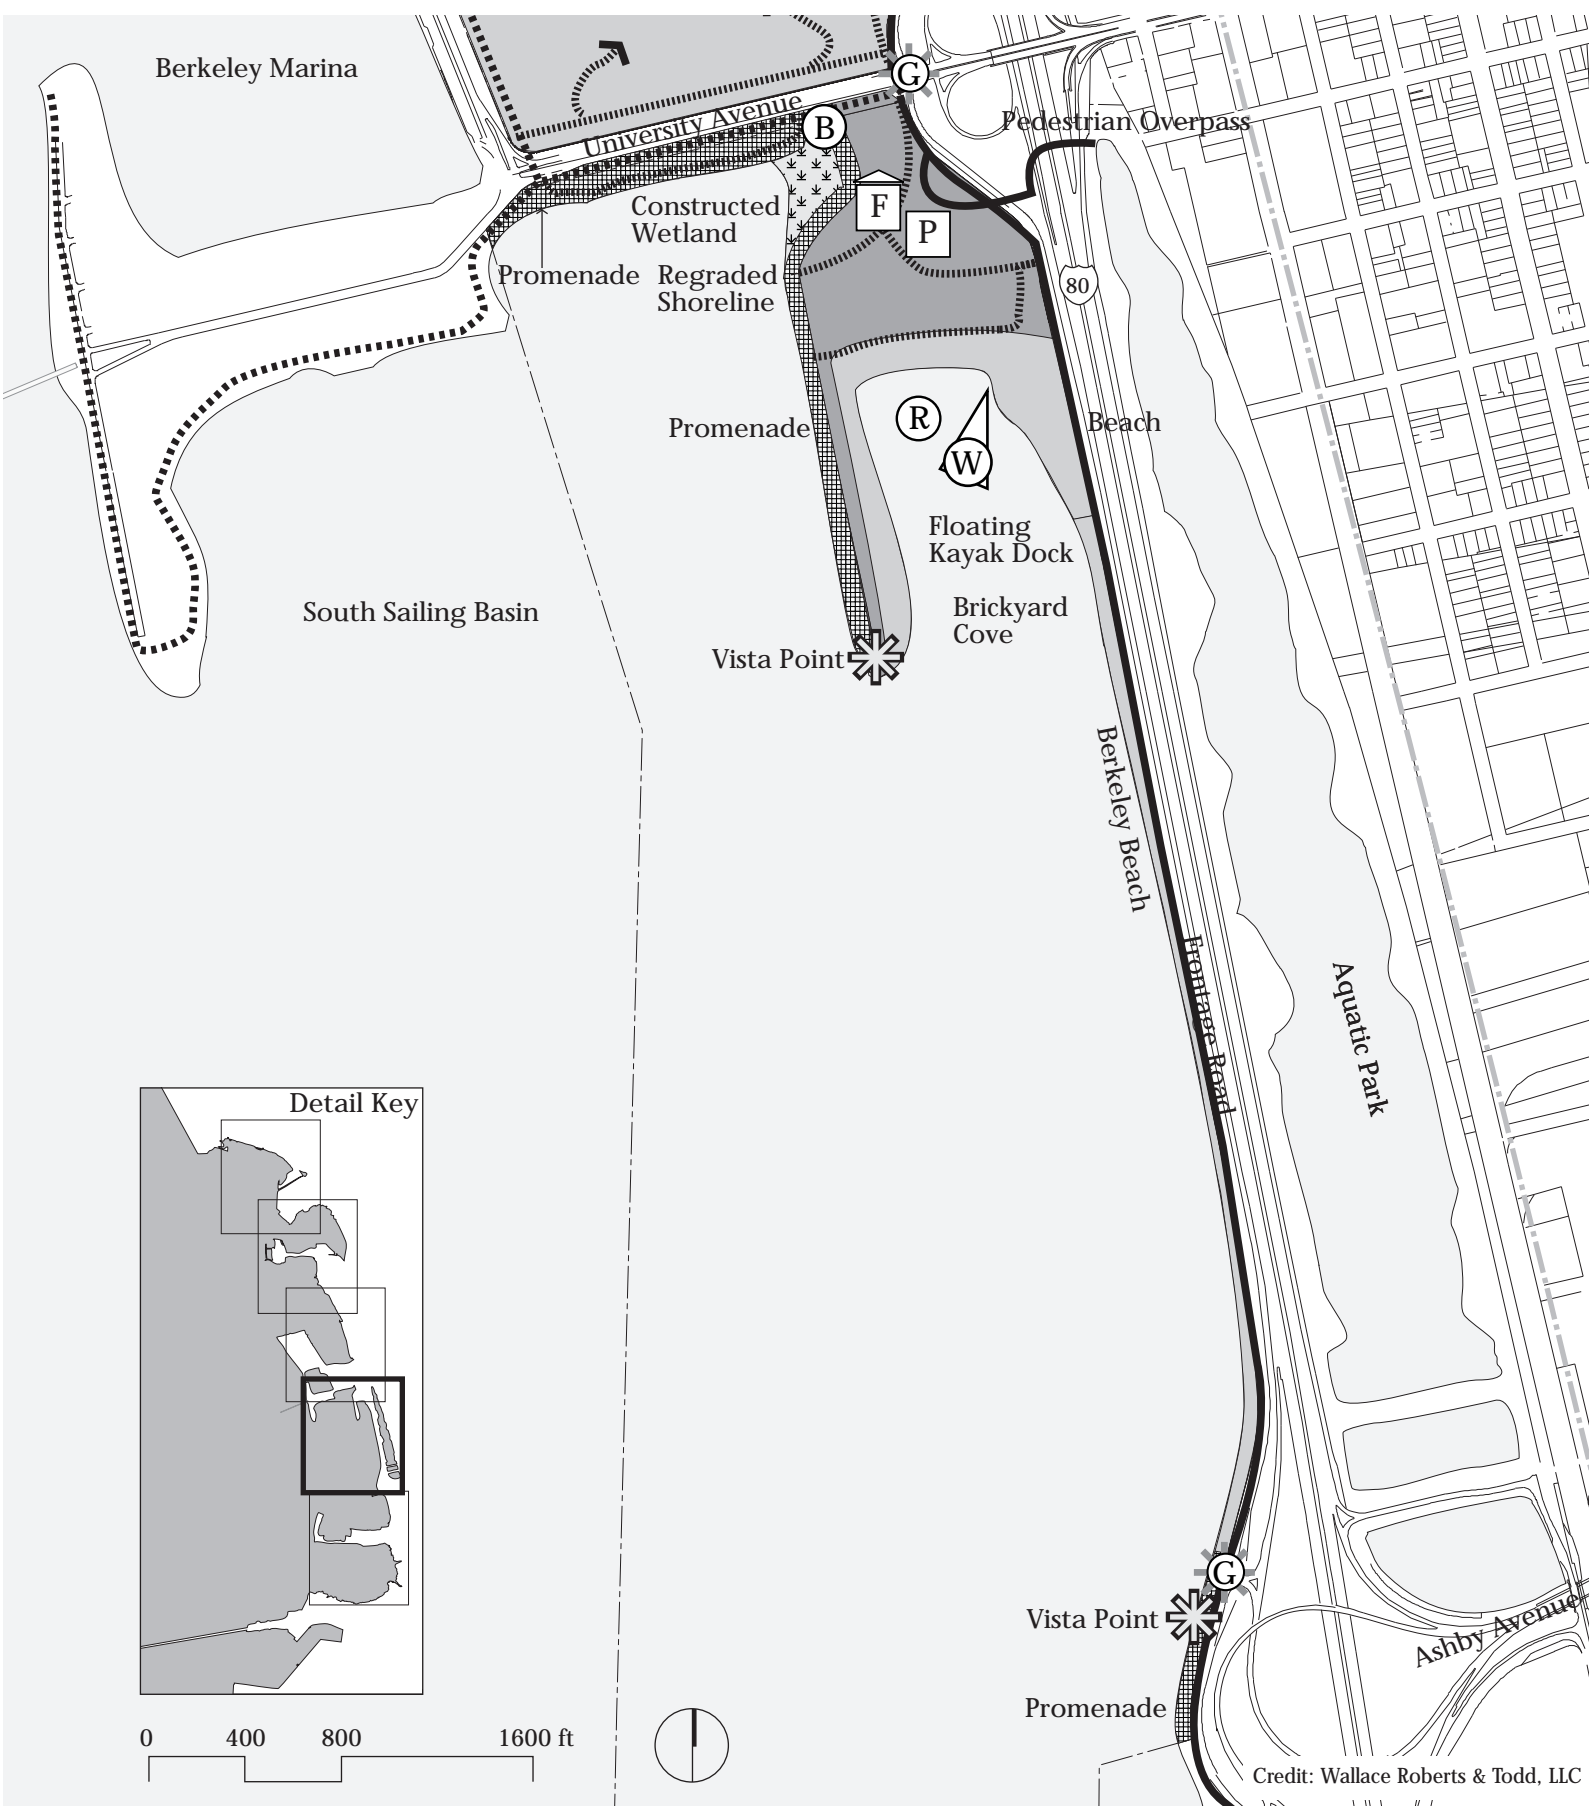 Berkeley Marina
G
University Avenue
B
Pedestrian Overpass
Constructed
Wetland
F
P
Promenade
Regraded
Shoreline
80
Promenade
R
Beach
W
Floating
Kayak Dock
South Sailing Basin
Brickyard
Cove
Vista Point
Berkeley Beach
Frontage Road
Aquatic Park
Detail Key
G
Vista Point
Ashby Avenue
Promenade
0 400 800 1600 ft
Credit: Wallace Roberts & Todd, LLC